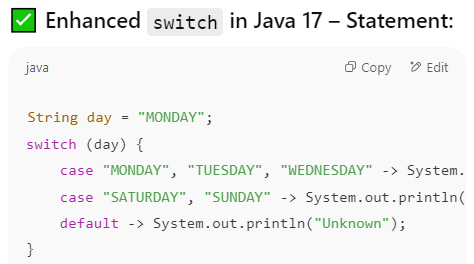 ✅ Enhanced switch in Java 17 – Statement:
java Copy Edit
String day = "MONDAY";
switch (day) {
    case "MONDAY", "TUESDAY", "WEDNESDAY" -> System.
    case "SATURDAY", "SUNDAY" -> System.out.println(
    default -> System.out.println("Unknown");
}